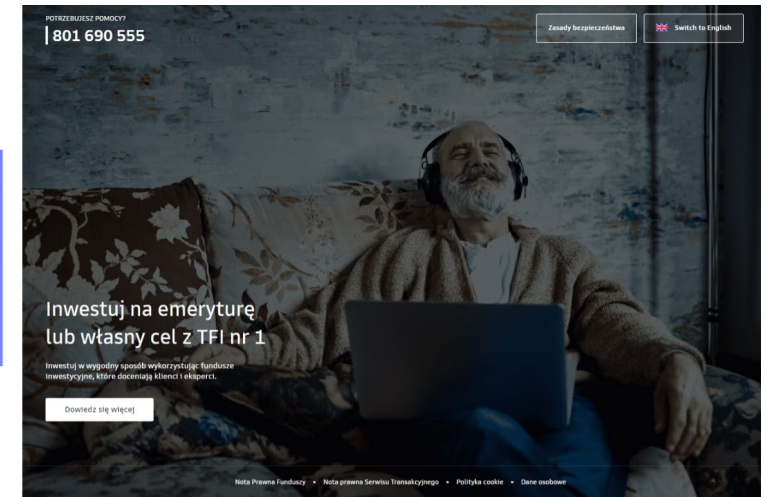 POTRZEBUJESZ POMOCY?
801 690 555
Zasady bezpieczeństwa
Switch to English
Inwestuj na emeryturę
lub własny cel z TFI nr 1
Inwestuj w wygodny sposób wykorzystując fundusze
inwestycyjne, które doceniają klienci i eksperci.
Dowiedz się więcej
Nota Prawna Funduszy • Nota prawna Serwisu Transakcyjnego • Polityka cookie • Dane osobowe